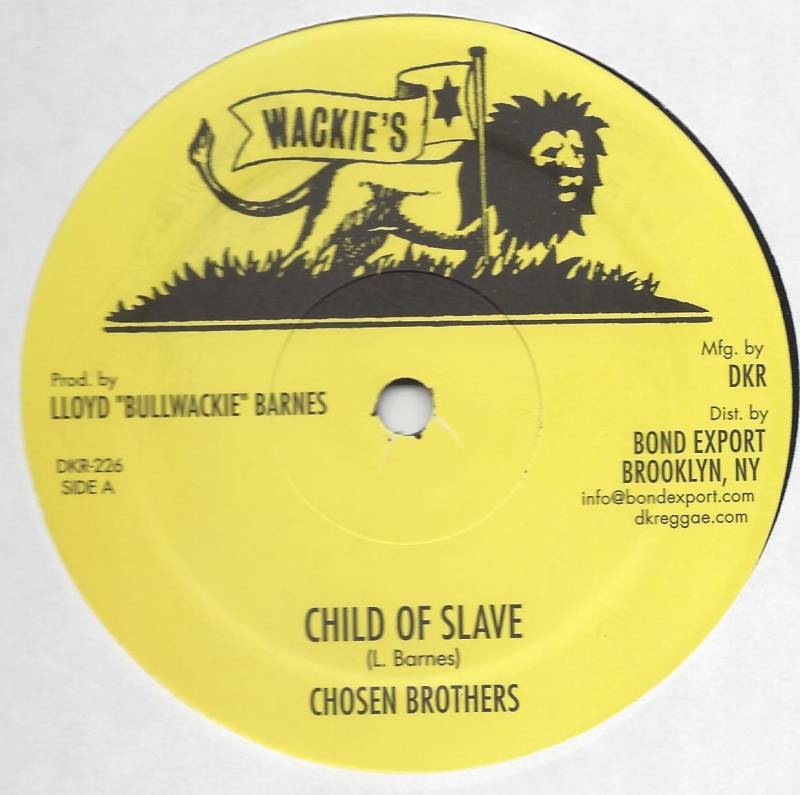 WACKIE'S
Prod. by
LLOYD "BULLWACKIE" BARNES
DKR-226
SIDE A
Mfg. by
DKR
Dist. by
BOND EXPORT
BROOKLYN, NY
info@bondexport.com
dkreggae.com
CHILD OF SLAVE
(L. Barnes)
CHOSEN BROTHERS